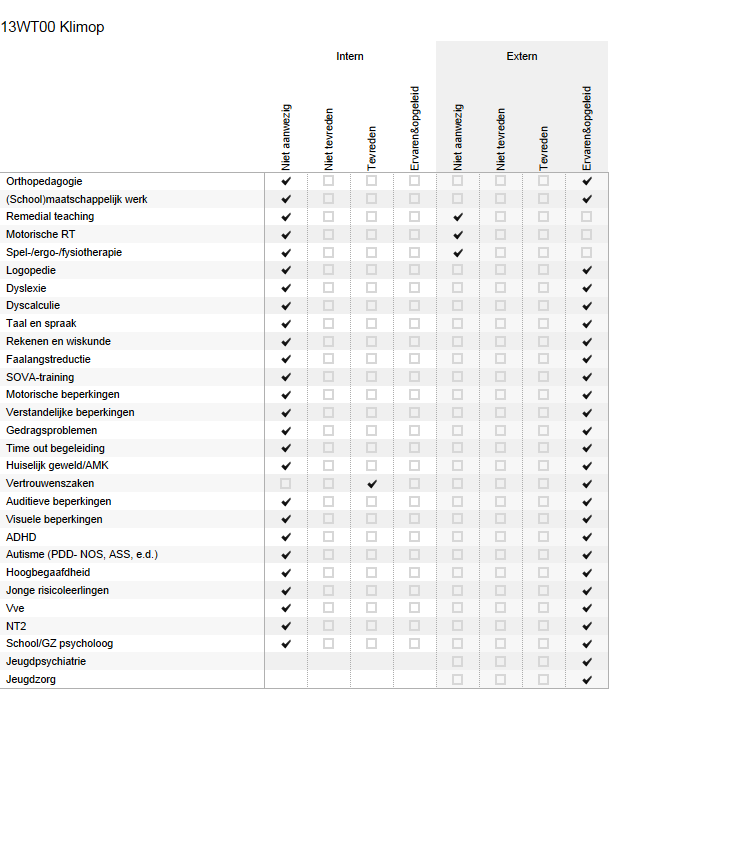 13WT00 Klimop
Intern Extern
Niet aanwezig Niet tevreden Tevreden Ervaren&opgeleid Niet aanwezig Niet tevreden Tevreden Ervaren&opgeleid
Orthopedagogie
(School)maatschappelijk werk
Remedial teaching
Motorische RT
Spel-/ergo-/fysiotherapie
Logopedie
Dyslexie
Dyscalculie
Taal en spraak
Rekenen en wiskunde
Faalangstreductie
SOVA-training
Motorische beperkingen
Verstandelijke beperkingen
Gedragsproblemen
Time out begeleiding
Huiselijk geweld/AMK
Vertrouwenszaken
Auditieve beperkingen
Visuele beperkingen
ADHD
Autisme (PDD- NOS, ASS, e.d.)
Hoogbegaafdheid
Jonge risicoleerlingen
Vve
NT2
School/GZ psycholoog
Jeugdpsychiatrie
Jeugdzorg